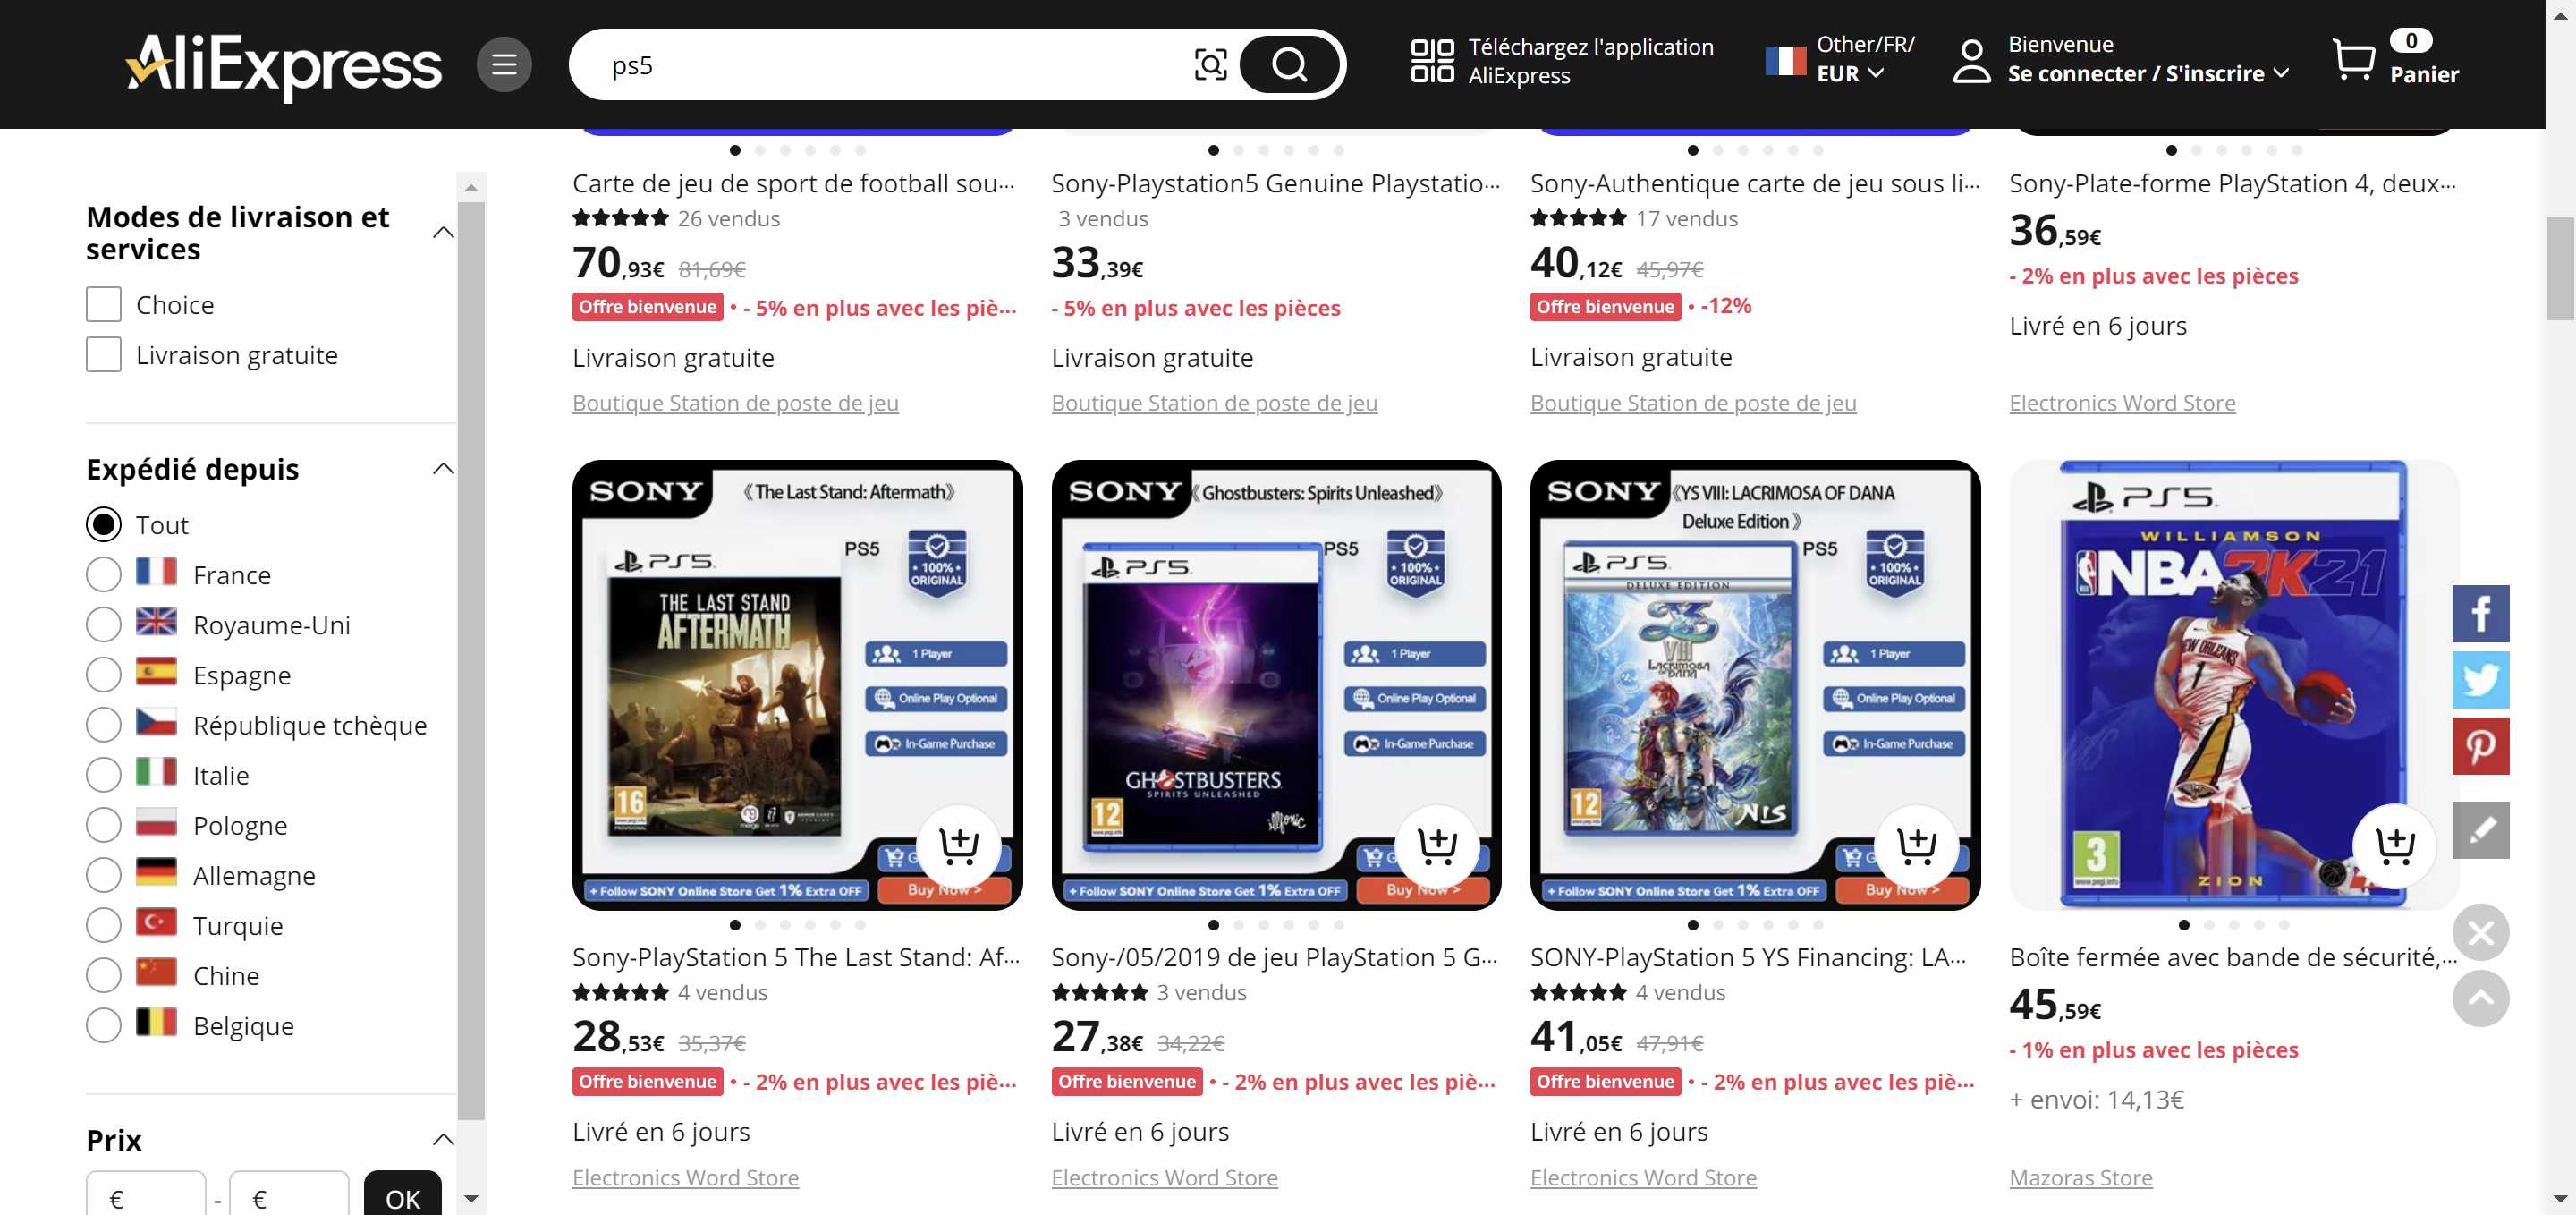 AliExpress
ps5
Téléchargez l'application
AliExpress
Other/FR/
EUR
Bienvenue
Se connecter / S'inscrire
0
Panier
Modes de livraison et
services
Choice
Livraison gratuite
Expédié depuis
Tout
France
Royaume-Uni
Espagne
République tchèque
Italie
Pologne
Allemagne
Turquie
Chine
Belgique
Prix
€ - € OK
Carte de jeu de sport de football sou...
26 vendus
70,93€ 81,69€
Offre bienvenue • - 5% en plus avec les piè...
Livraison gratuite
Boutique Station de poste de jeu
Sony-Playstation5 Genuine Playstatio...
3 vendus
33,39€
- 5% en plus avec les pièces
Livraison gratuite
Boutique Station de poste de jeu
Sony-Authentique carte de jeu sous li...
17 vendus
40,12€ 45,97€
Offre bienvenue • -12%
Livraison gratuite
Boutique Station de poste de jeu
Sony-Plate-forme PlayStation 4, deux...
36,59€
- 2% en plus avec les pièces
Livré en 6 jours
Electronics Word Store
SONY
《The Last Stand: Aftermath》
PS5
PS5
100%
ORIGINAL
THE LAST STAND
AFTERMATH
1 Player
Online Play Optional
In-Game Purchase
16
+ Follow SONY Online Store Get 1% Extra OFF
Buy Now >
Sony-PlayStation 5 The Last Stand: Af...
4 vendus
28,53€ 35,37€
Offre bienvenue • - 2% en plus avec les piè...
Livré en 6 jours
Electronics Word Store
SONY
《Ghostbusters: Spirits Unleashed》
PS5
PS5
100%
ORIGINAL
1 Player
Online Play Optional
In-Game Purchase
GHOSTBUSTERS
SPIRITS UNLEASHED
12
illfonic
+ Follow SONY Online Store Get 1% Extra OFF
Buy Now >
Sony-/05/2019 de jeu PlayStation 5 G...
3 vendus
27,38€ 34,22€
Offre bienvenue • - 2% en plus avec les piè...
Livré en 6 jours
Electronics Word Store
SONY
《YS VIII: LACRIMOSA OF DANA
Deluxe Edition》
PS5
PS5
DELUXE EDITION
100%
ORIGINAL
VIII
LACRIMOSA
OF DANA
1 Player
Online Play Optional
In-Game Purchase
12
NIS
+ Follow SONY Online Store Get 1% Extra OFF
Buy Now >
SONY-PlayStation 5 YS Financing: LA...
4 vendus
41,05€ 47,91€
Offre bienvenue • - 2% en plus avec les piè...
Livré en 6 jours
Electronics Word Store
PS5
WILLIAMSON
NBA 2K21
NEW ORLEANS
1
3
www.pegi.info
ZION
Boîte fermée avec bande de sécurité,...
45,59€
- 1% en plus avec les pièces
+ envoi: 14,13€
Mazoras Store